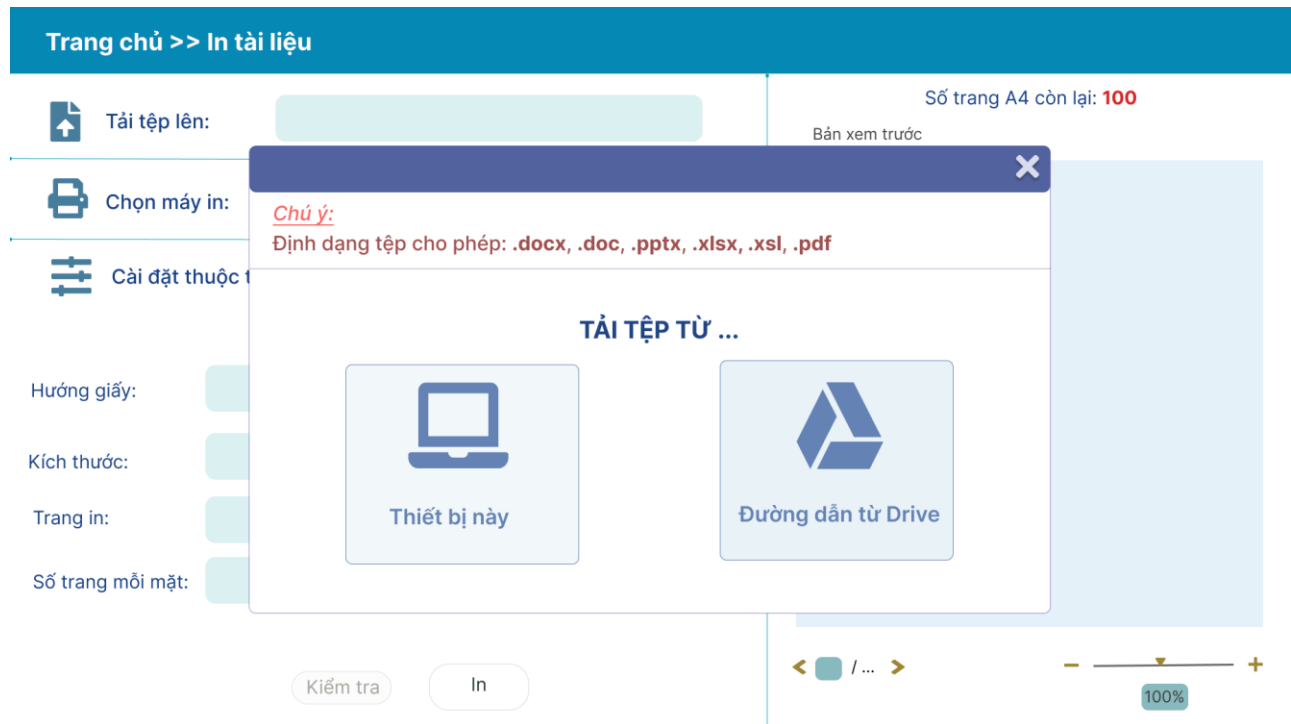 Trang chủ >> In tài liệu
Tải tệp lên:
Số trang A4 còn lại: 100
Bản xem trước
Chọn máy in:
Chú ý:
Định dạng tệp cho phép: .docx, .doc, .pptx, .xlsx, .xsl, .pdf
Cài đặt thuộc t
TẢI TỆP TỪ ...
Thiết bị này
Đường dẫn từ Drive
Hướng giấy:
Kích thước:
Trang in:
Số trang mỗi mặt:
Kiểm tra
In
/ ...
100%